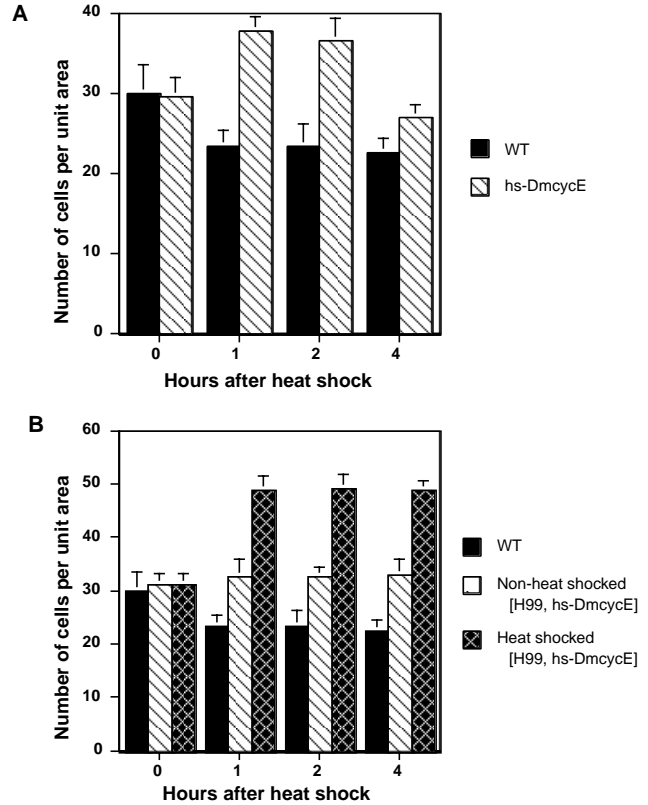 A
40
30
20
10
0
Number of cells per unit area
0 1 2 4
Hours after heat shock
WT
hs-DmcycE
B
60
50
40
30
20
10
0
Number of cells per unit area
0 1 2 4
Hours after heat shock
WT
Non-heat shocked
[H99, hs-DmcycE]
Heat shocked
[H99, hs-DmcycE]